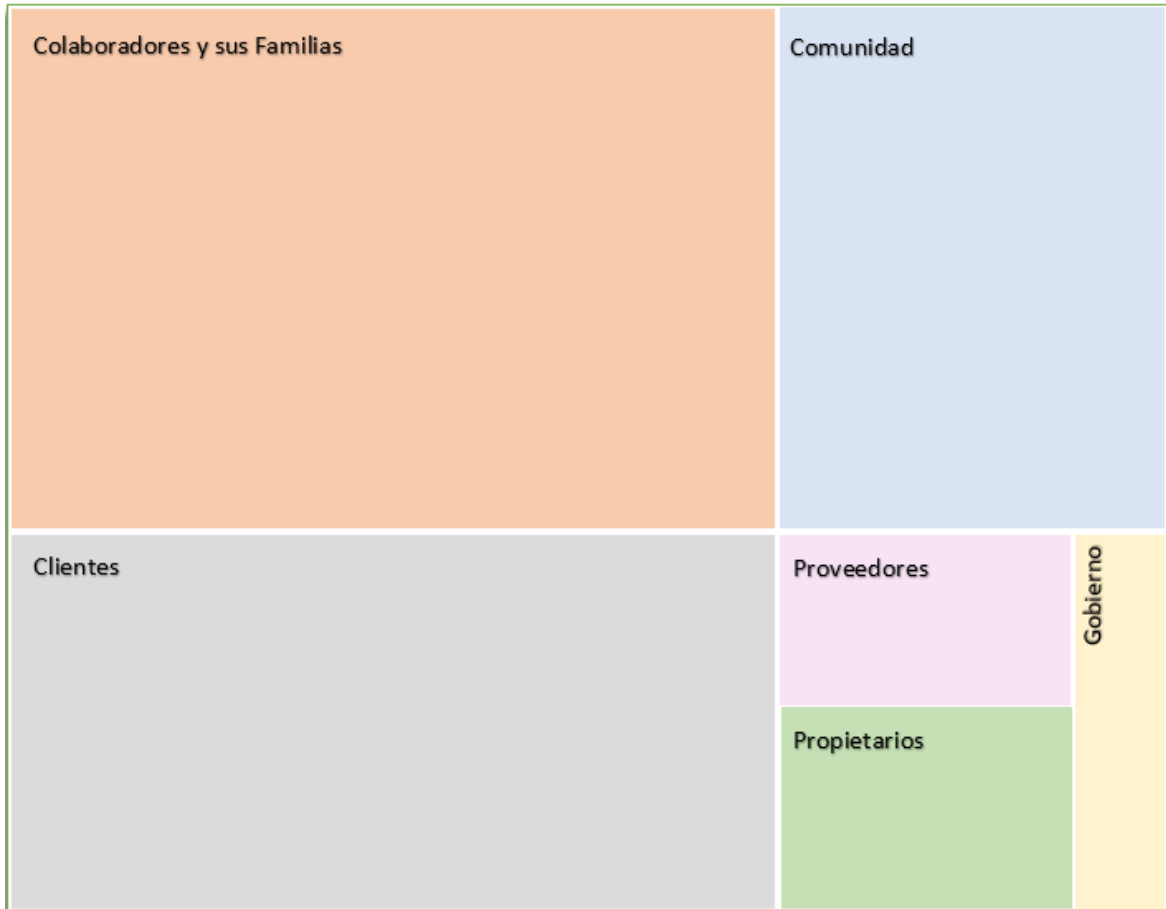 Colaboradores y sus Familias
Comunidad
Clientes
Proveedores
Gobierno
Propietarios